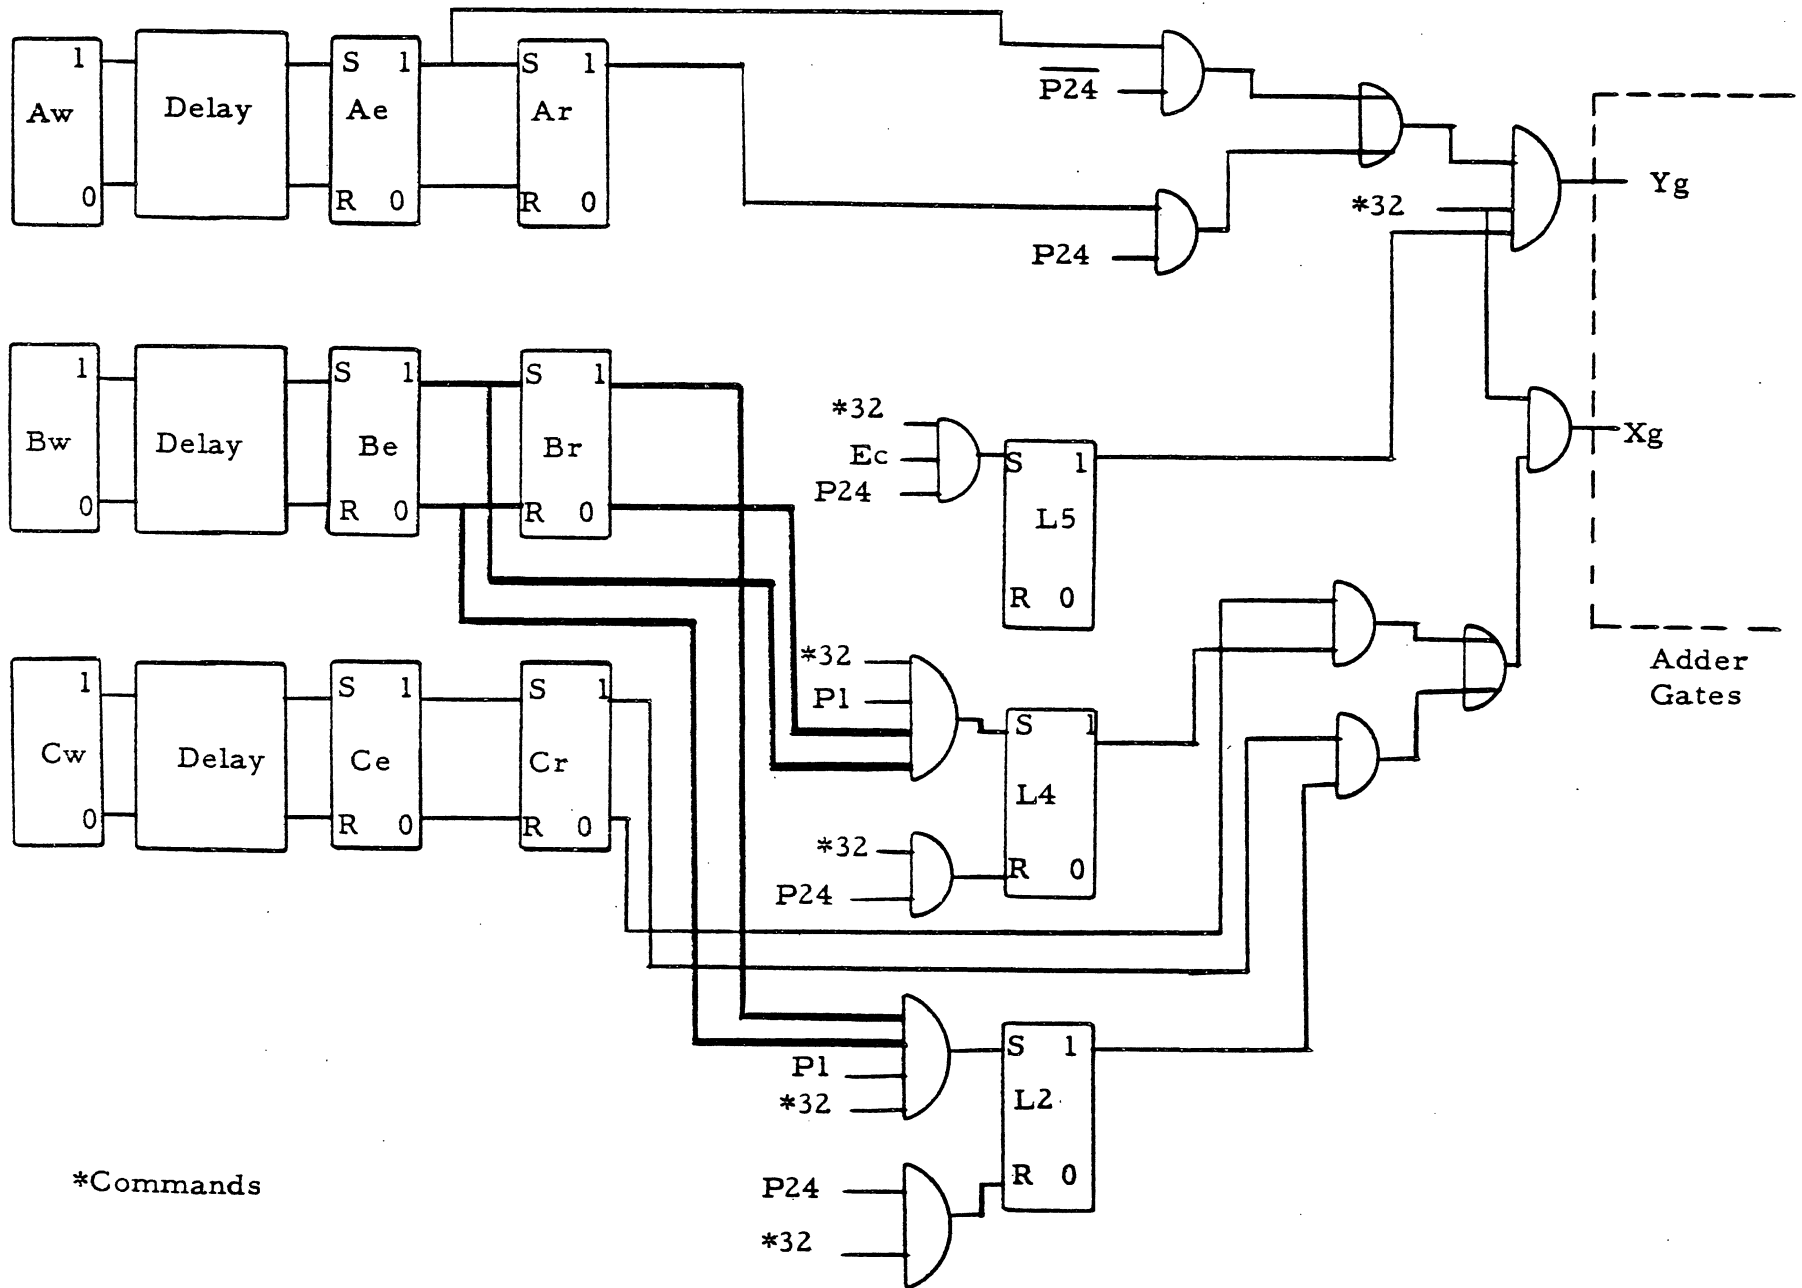 1
Aw
0
Delay
S 1
Ae
R 0
S 1
Ar
R 0
P24
P24
*32
Yg
1
Bw
0
Delay
S 1
Be
R 0
S 1
Br
R 0
*32
Ec
P24
S 1
L5
R 0
Xg
Adder
Gates
1
Cw
0
Delay
S 1
Ce
R 0
S 1
Cr
R 0
*32
P1
S 1
L4
R 0
*32
P24
P1
*32
S 1
L2
R 0
P24
*32
*Commands